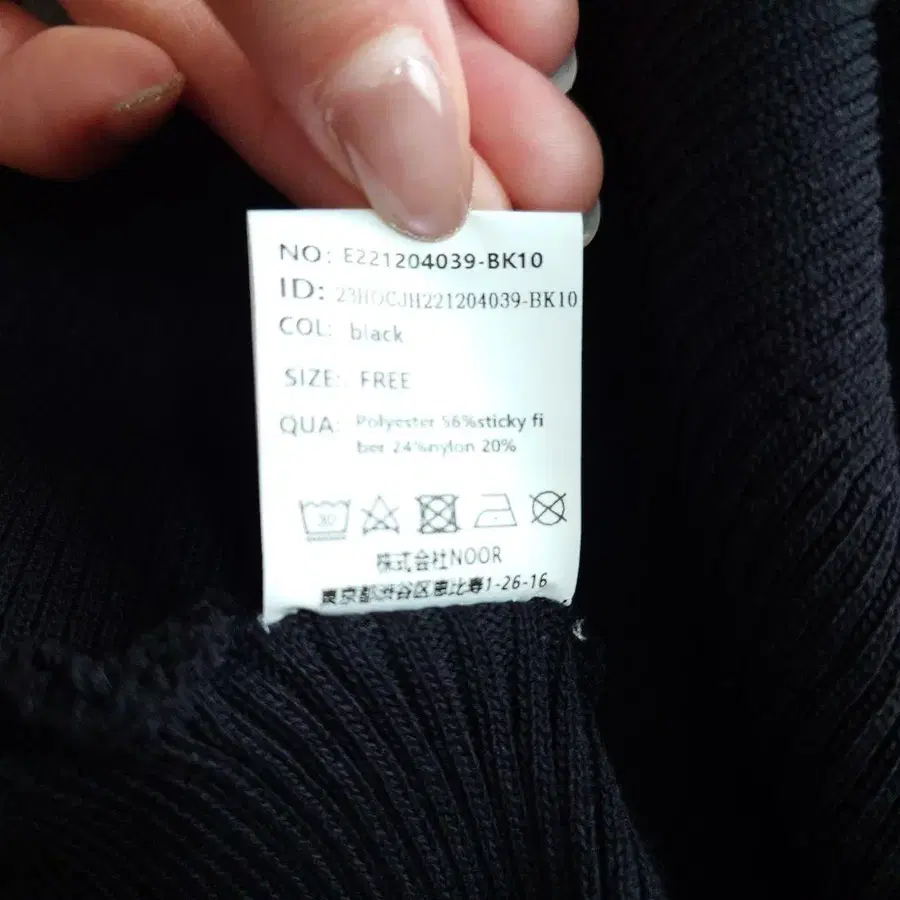 NO: E221204039-BK10
ID: 23HOCJH221204039-BK10
COL: black
SIZE: FREE
QUA: Polyester 56%sticky fi
ber 24%nylon 20%
30
株式会社NOOR
東京都渋谷区恵比寿1-26-16